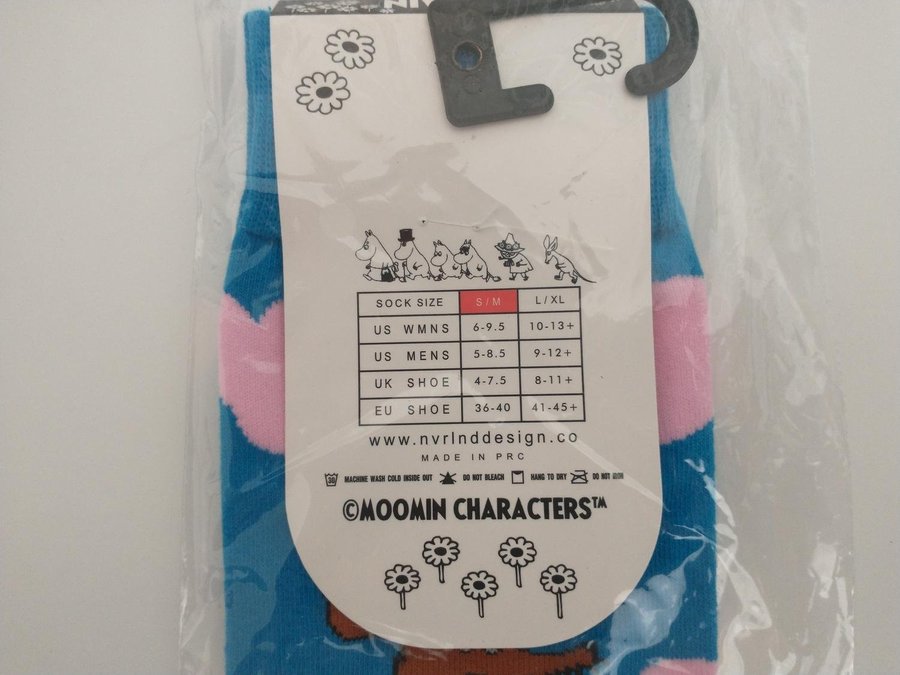 SOCK SIZE S/M L/XL
US WMNS 6-9.5 10-13+
US MENS 5-8.5 9-12+
UK SHOE 4-7.5 8-11+
EU SHOE 36-40 41-45+
www.nvrlnddesign.co
MADE IN PRC
30 MACHINE WASH COLD INSIDE OUT DO NOT BLEACH HANG TO DRY DO NOT IRON
©MOOMIN CHARACTERS™